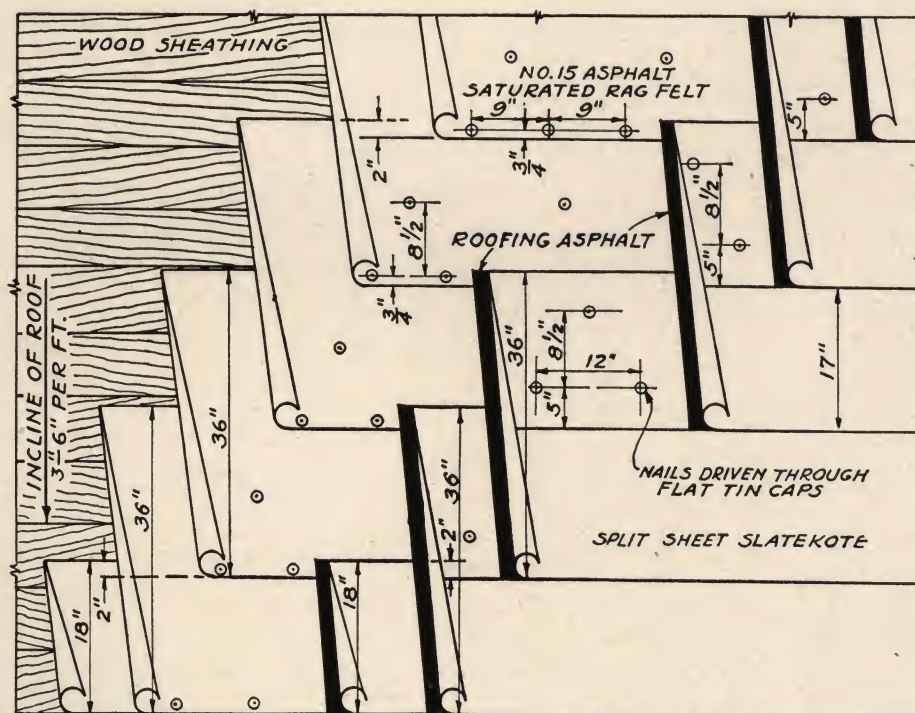 WOOD SHEATHING
NO. 15 ASPHALT
SATURATED RAG FELT
9" 9"
2"
3/4"
5"
8 1/2"
8 1/2"
ROOFING ASPHALT
5"
3/4"
INCLINE OF ROOF
3"-6" PER FT.
36"
36"
8 1/2"
12"
5"
17"
36"
36"
NAILS DRIVEN THROUGH
FLAT TIN CAPS
2"
SPLIT SHEET SLATEKOTE
18"
2"
18"